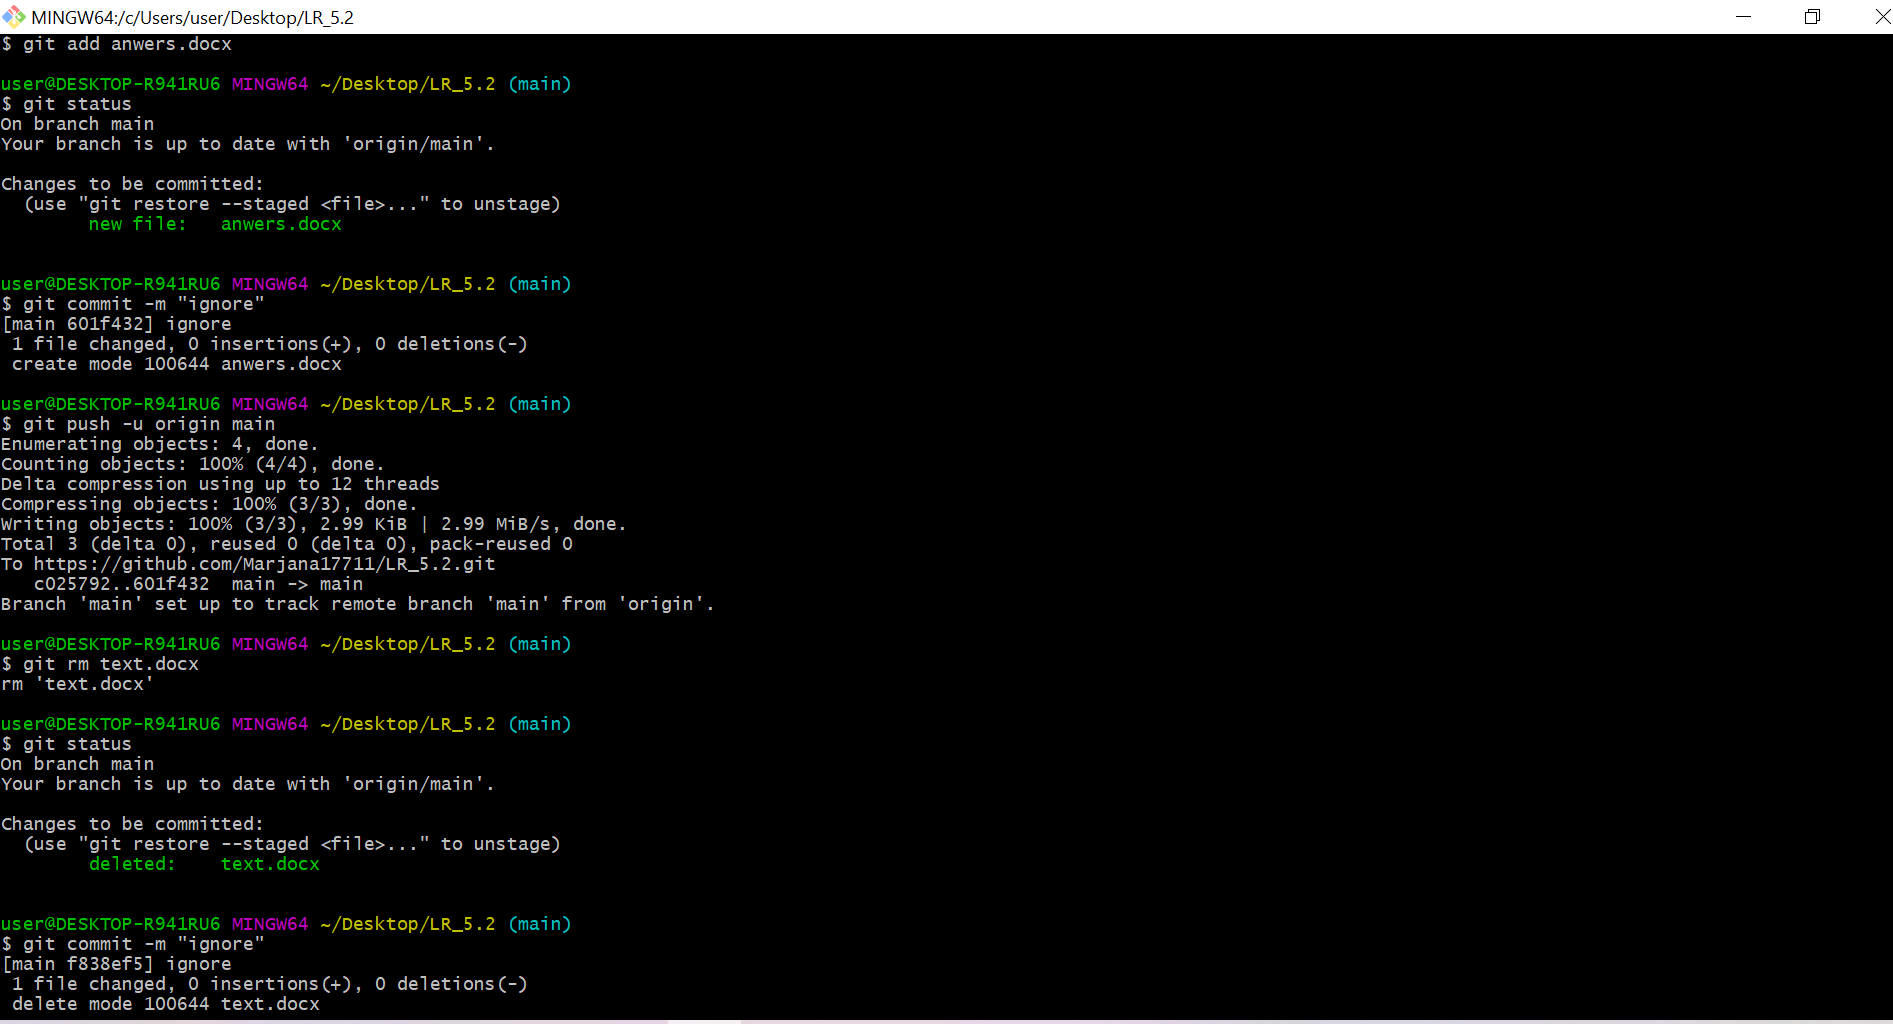 MINGW64:/c/Users/user/Desktop/LR_5.2
$ git add anwers.docx
user@DESKTOP-R941RU6 MINGW64 ~/Desktop/LR_5.2 (main)
$ git status
On branch main
Your branch is up to date with 'origin/main'.
Changes to be committed:
  (use "git restore --staged <file>..." to unstage)
        new file:   anwers.docx
user@DESKTOP-R941RU6 MINGW64 ~/Desktop/LR_5.2 (main)
$ git commit -m "ignore"
[main 601f432] ignore
 1 file changed, 0 insertions(+), 0 deletions(-)
 create mode 100644 anwers.docx
user@DESKTOP-R941RU6 MINGW64 ~/Desktop/LR_5.2 (main)
$ git push -u origin main
Enumerating objects: 4, done.
Counting objects: 100% (4/4), done.
Delta compression using up to 12 threads
Compressing objects: 100% (3/3), done.
Writing objects: 100% (3/3), 2.99 KiB | 2.99 MiB/s, done.
Total 3 (delta 0), reused 0 (delta 0), pack-reused 0
To https://github.com/Marjana17711/LR_5.2.git
   c025792..601f432  main -> main
Branch 'main' set up to track remote branch 'main' from 'origin'.
user@DESKTOP-R941RU6 MINGW64 ~/Desktop/LR_5.2 (main)
$ git rm text.docx
rm 'text.docx'
user@DESKTOP-R941RU6 MINGW64 ~/Desktop/LR_5.2 (main)
$ git status
On branch main
Your branch is up to date with 'origin/main'.
Changes to be committed:
  (use "git restore --staged <file>..." to unstage)
        deleted:    text.docx
user@DESKTOP-R941RU6 MINGW64 ~/Desktop/LR_5.2 (main)
$ git commit -m "ignore"
[main f838ef5] ignore
 1 file changed, 0 insertions(+), 0 deletions(-)
 delete mode 100644 text.docx